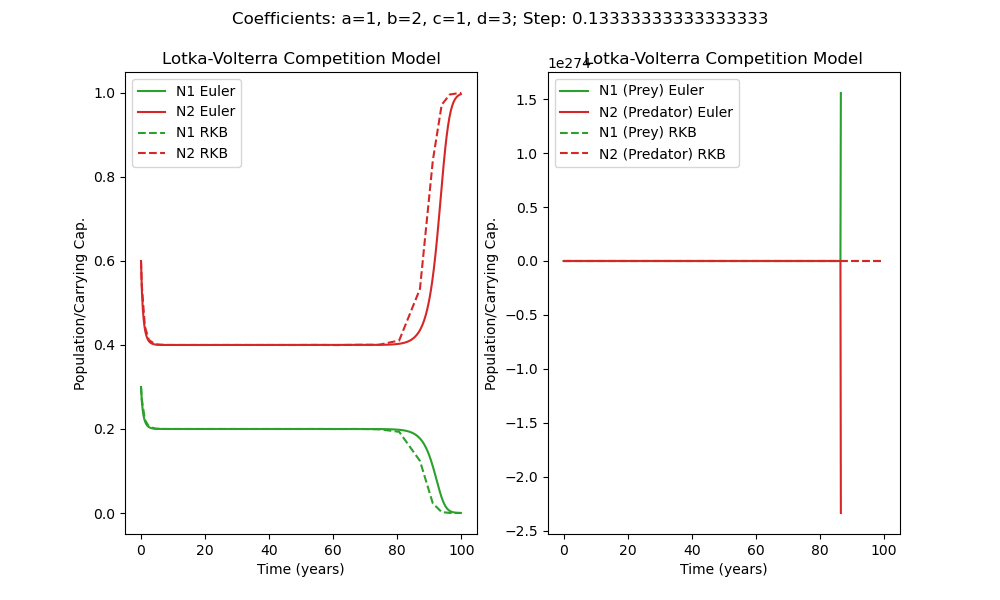 Coefficients: a=1, b=2, c=1, d=3; Step: 0.13333333333333333
Lotka-Volterra Competition Model
N1 Euler
N2 Euler
N1 RKB
N2 RKB
1.0
0.8
0.6
0.4
0.2
0.0
Population/Carrying Cap.
0
20
40
60
80
100
Time (years)
1e274
Lotka-Volterra Competition Model
N1 (Prey) Euler
N2 (Predator) Euler
N1 (Prey) RKB
N2 (Predator) RKB
1.5
1.0
0.5
0.0
−0.5
−1.0
−1.5
−2.0
−2.5
Population/Carrying Cap.
0
20
40
60
80
100
Time (years)